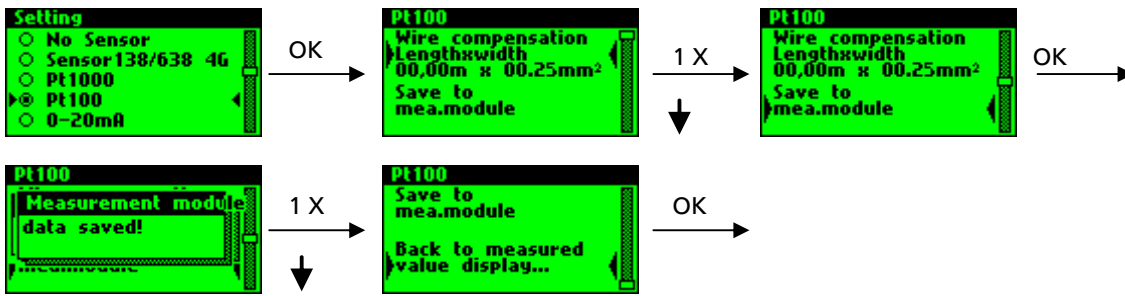 Setting
No Sensor
Sensor138/638 4G
Pt1000
Pt100
0-20mA
OK
Pt100
Wire compensation
Lengthxwidth
00,00m x 00.25mm²
Save to
mea.module
1 X
Pt100
Wire compensation
Lengthxwidth
00,00m x 00.25mm²
Save to
mea.module
OK
Pt100
Measurement module
data saved!
1 X
Pt100
Save to
mea.module
Back to measured
value display...
OK